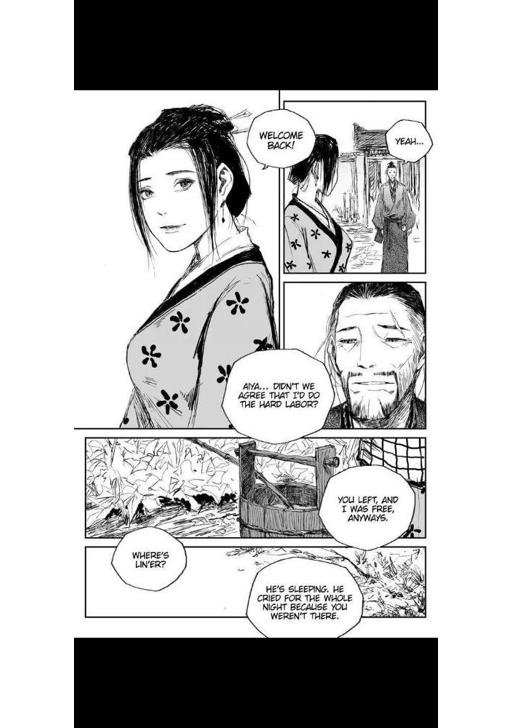 WELCOME
BACK!
YEAH...
AIYA... DIDN'T WE
AGREE THAT I'D DO
THE HARD LABOR?
YOU LEFT, AND
I WAS FREE,
ANYWAYS.
WHERE'S
LIN'ER?
HE'S SLEEPING. HE
CRIED FOR THE WHOLE
NIGHT BECAUSE YOU
WEREN'T THERE.